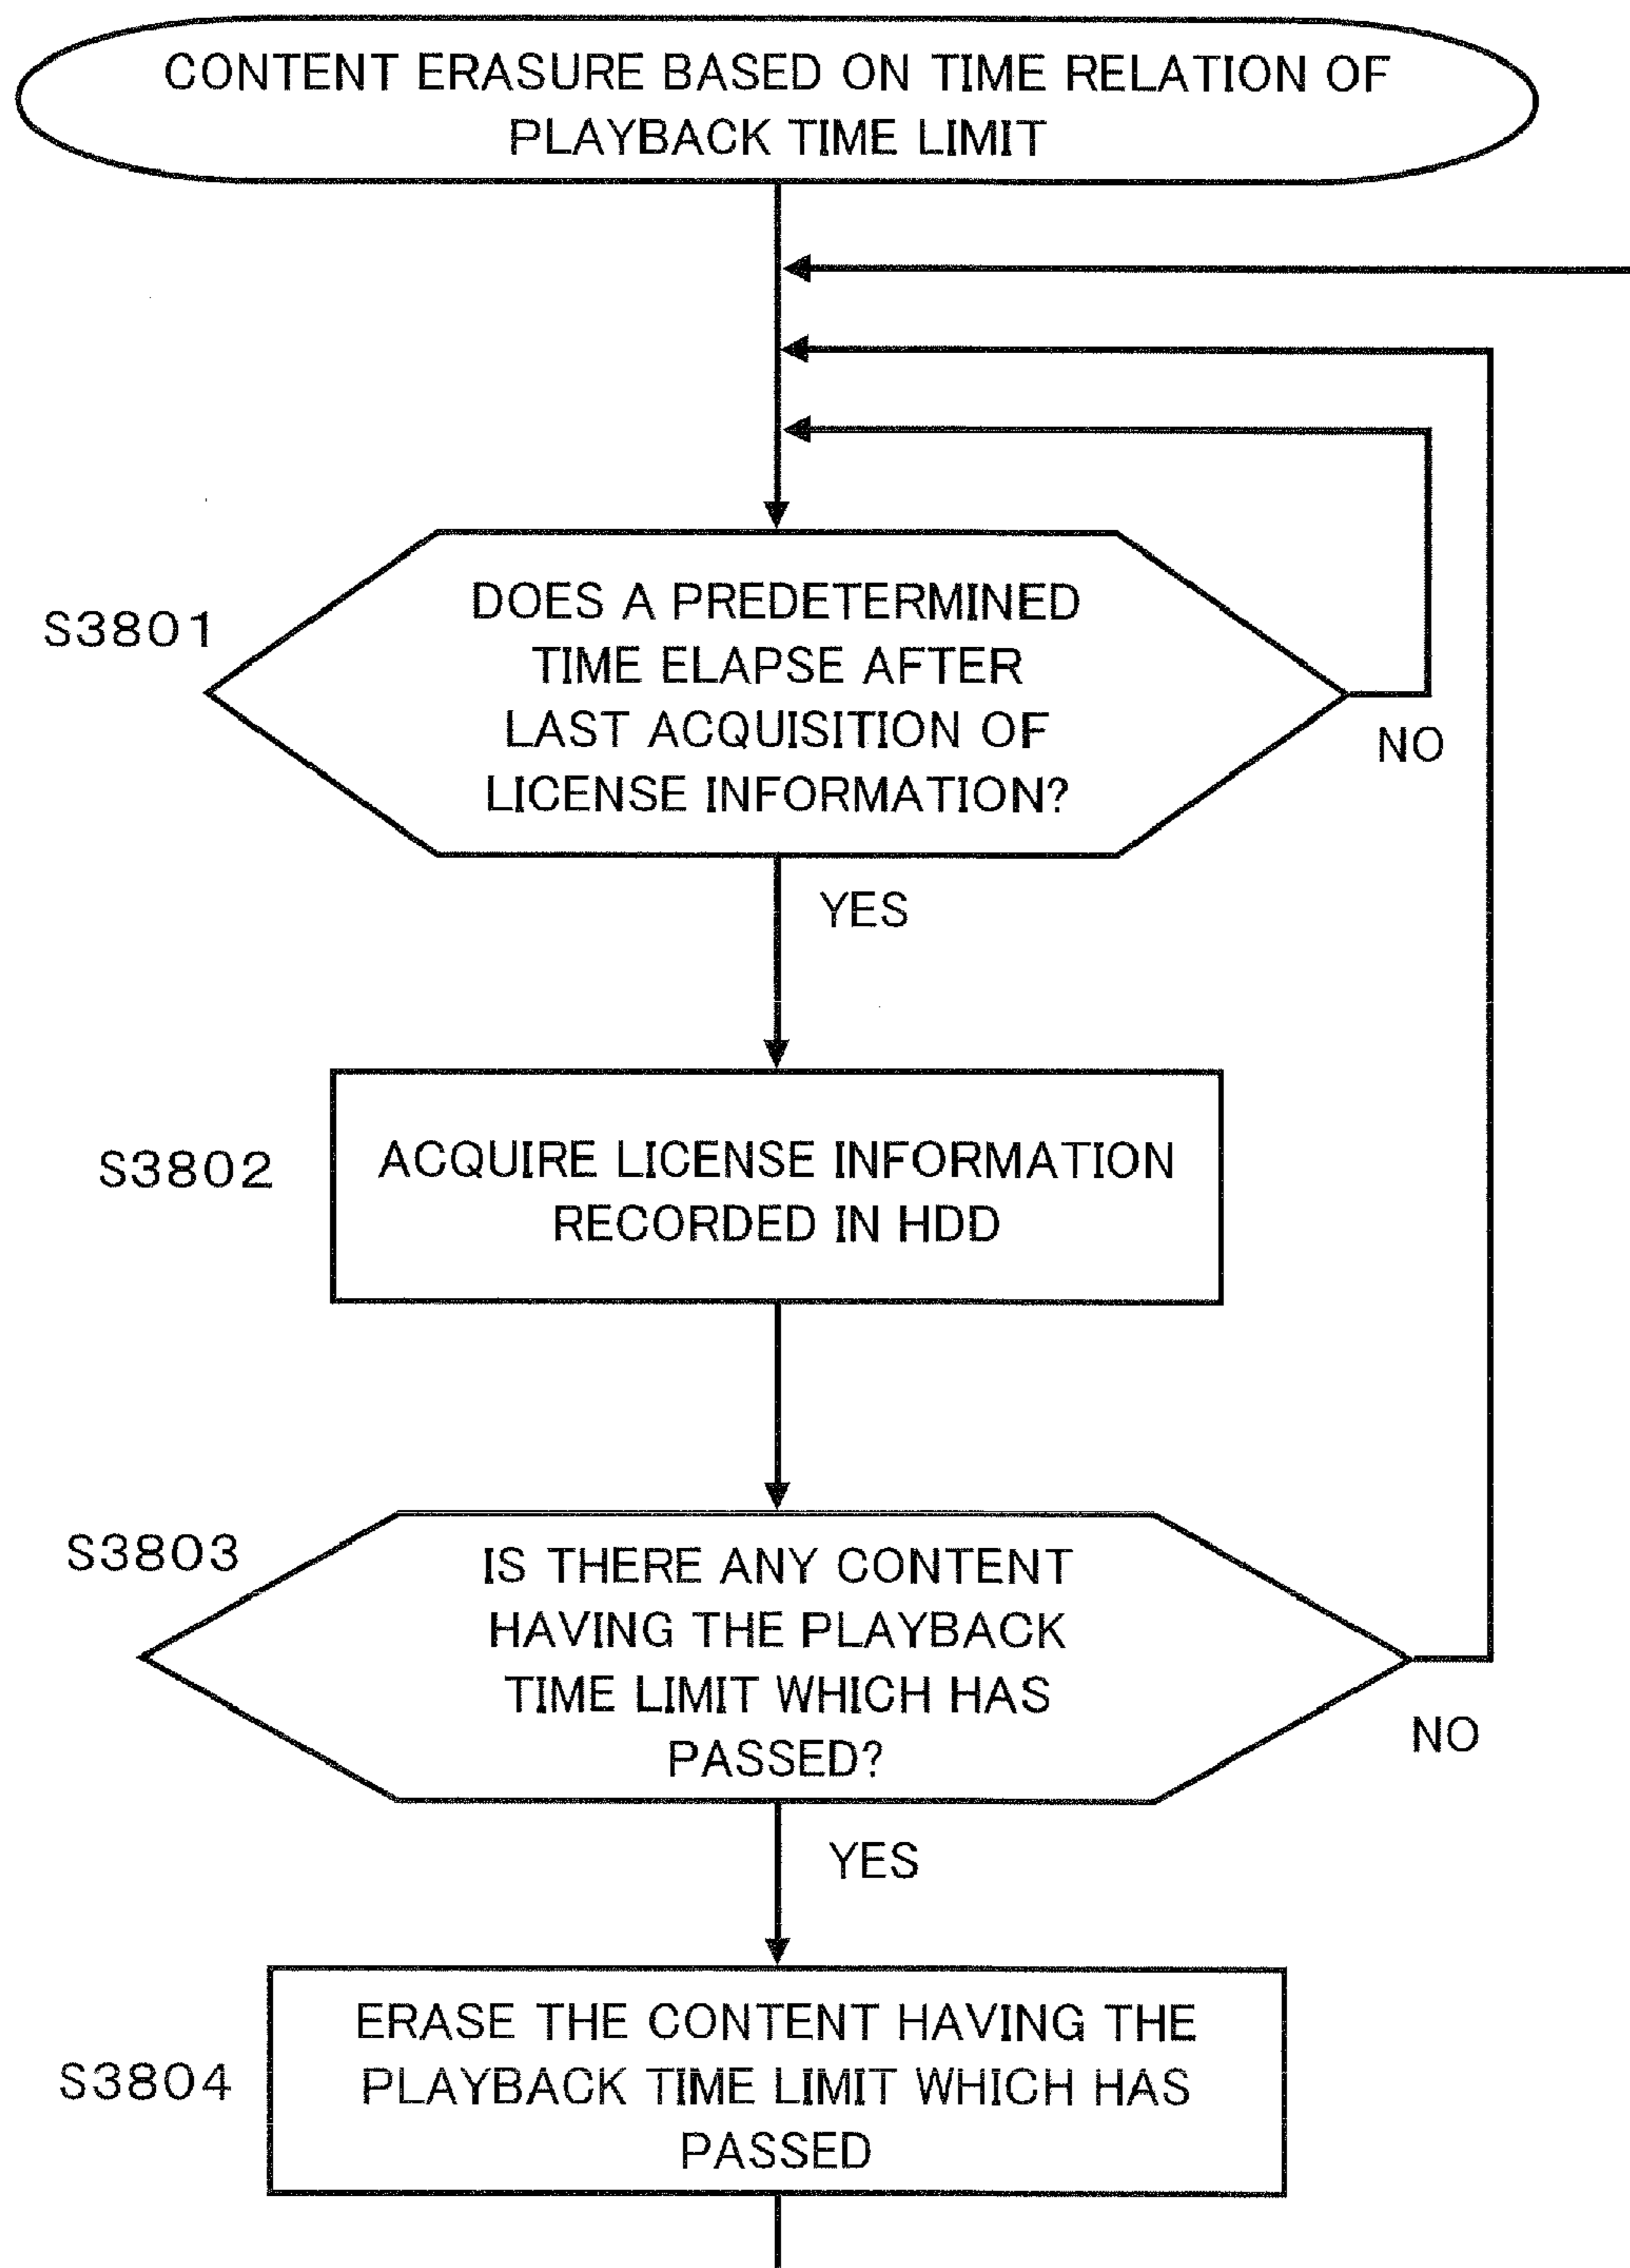 CONTENT ERASURE BASED ON TIME RELATION OF
PLAYBACK TIME LIMIT
S3801
DOES A PREDETERMINED
TIME ELAPSE AFTER
LAST ACQUISITION OF
LICENSE INFORMATION?
NO
YES
S3802
ACQUIRE LICENSE INFORMATION
RECORDED IN HDD
S3803
IS THERE ANY CONTENT
HAVING THE PLAYBACK
TIME LIMIT WHICH HAS
PASSED?
NO
YES
S3804
ERASE THE CONTENT HAVING THE
PLAYBACK TIME LIMIT WHICH HAS
PASSED